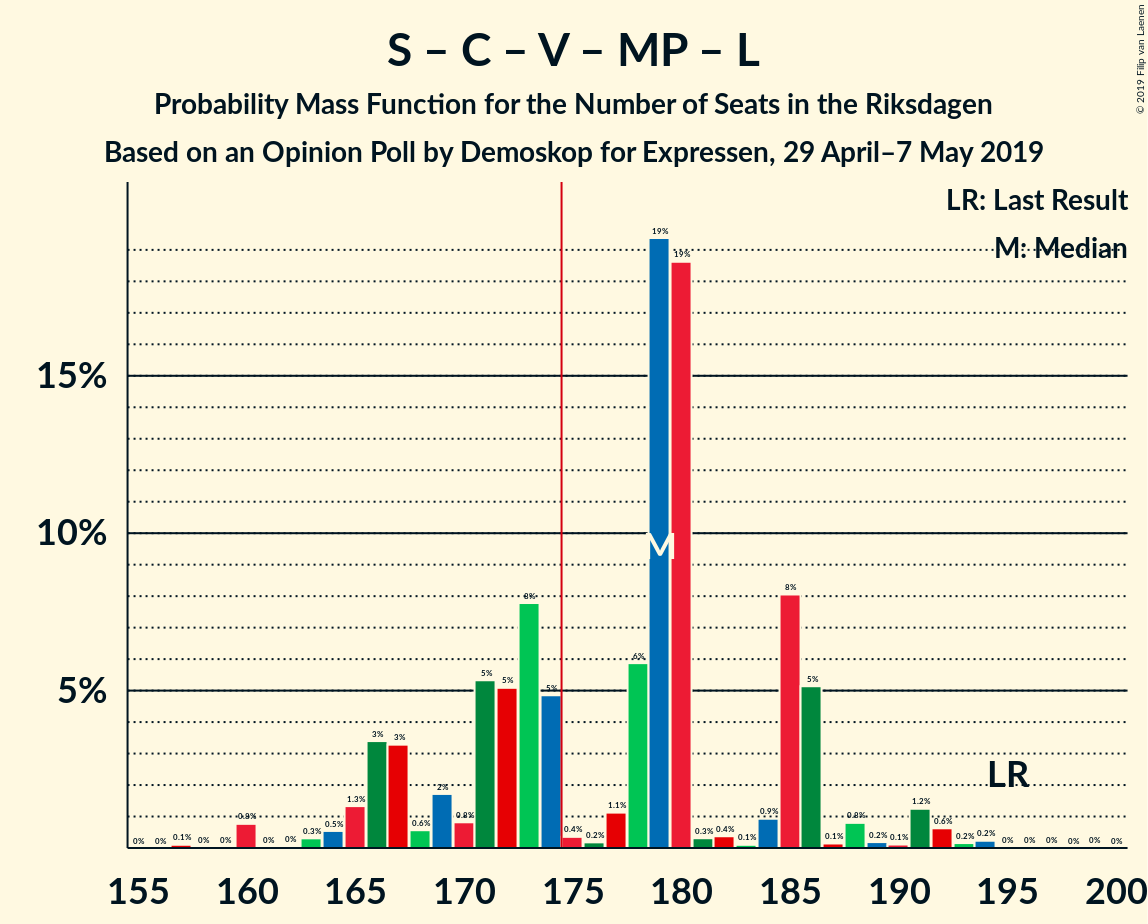 S – C – V – MP – L
Probability Mass Function for the Number of Seats in the Riksdagen
Based on an Opinion Poll by Demoskop for Expressen, 29 April–7 May 2019
© 2019 Filip van Laenen
LR: Last Result
M: Median
15%
10%
5%
0% 0% 0.1% 0% 0% 0.8% 0% 0% 0.3% 0.5% 1.3% 3% 3% 0.6% 2% 0.8% 5% 5% 8% 5% 0.4% 0.2% 1.1% 6% 19% 19% 0.3% 0.4% 0.1% 0.9% 8% 5% 0.1% 0.8% 0.2% 0.1% 1.2% 0.6% 0.2% 0.2% 0% 0% 0% 0% 0% 0%
M
LR
155 160 165 170 175 180 185 190 195 200